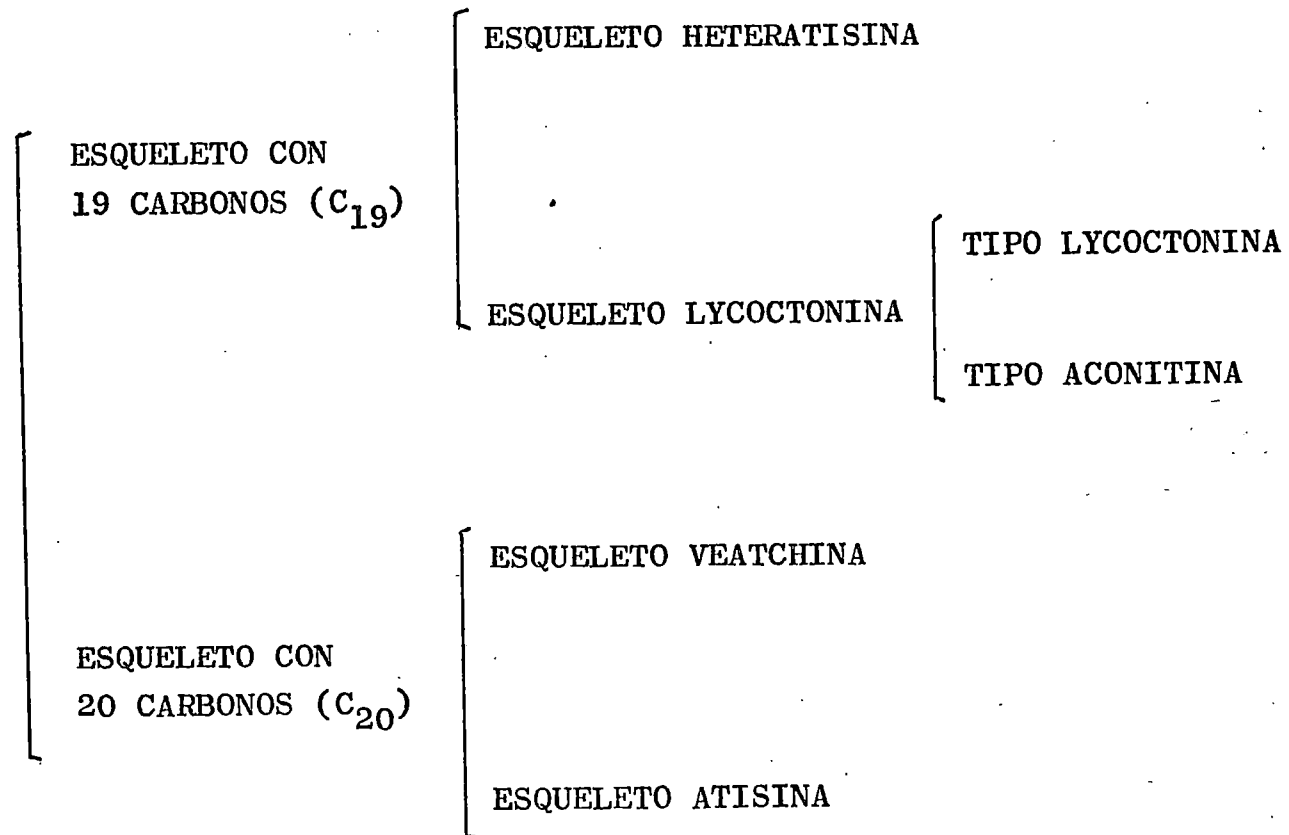 ESQUELETO HETERATISINA
ESQUELETO CON
19 CARBONOS (C₁₉)
TIPO LYCOCTONINA
ESQUELETO LYCOCTONINA
TIPO ACONITINA
ESQUELETO VEATCHINA
ESQUELETO CON
20 CARBONOS (C₂₀)
ESQUELETO ATISINA